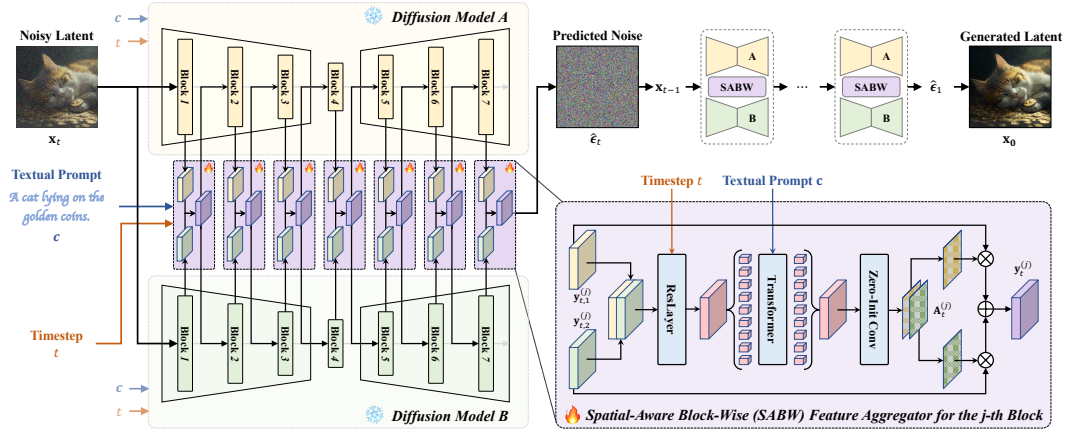 c
t
Diffusion Model A
Noisy Latent
x_t
Block 1
Block 2
Block 3
Block 4
Block 5
Block 6
Block 7
Textual Prompt
A cat lying on the
golden coins.
c
Timestep
t
Block 1
Block 2
Block 3
Block 4
Block 5
Block 6
Block 7
c
t
Diffusion Model B
Predicted Noise
ϵ̂_t
x_{t−1}
A
SABW
B
...
A
SABW
B
ϵ̂_1
Generated Latent
x_0
Timestep t
Textual Prompt c
y_{t,1}^{(j)}
y_{t,2}^{(j)}
ResLayer
Transformer
Zero-Init Conv
A_t^{(j)}
y_t^{(j)}
Spatial-Aware Block-Wise (SABW) Feature Aggregator for the j-th Block